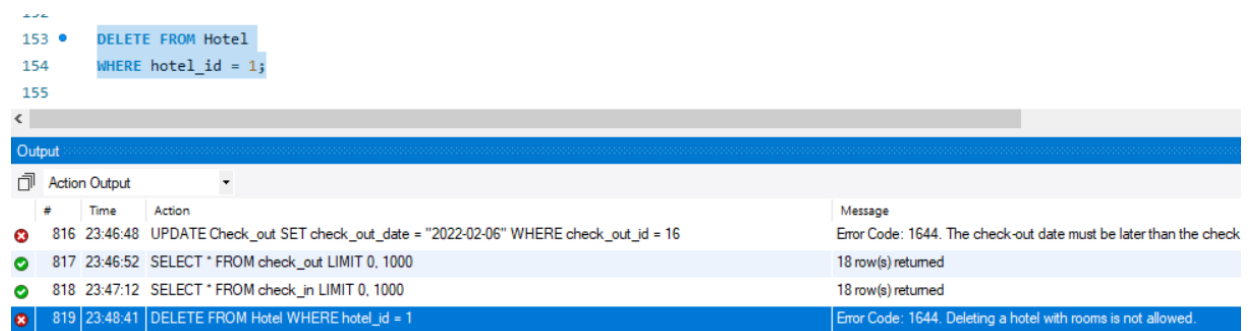 152
153 DELETE FROM Hotel
154 WHERE hotel_id = 1;
155
Output
Action Output
# Time Action Message
816 23:46:48 UPDATE Check_out SET check_out_date = "2022-02-06" WHERE check_out_id = 16 Error Code: 1644. The check-out date must be later than the check
817 23:46:52 SELECT * FROM check_out LIMIT 0, 1000 18 row(s) returned
818 23:47:12 SELECT * FROM check_in LIMIT 0, 1000 18 row(s) returned
819 23:48:41 DELETE FROM Hotel WHERE hotel_id = 1 Error Code: 1644. Deleting a hotel with rooms is not allowed.